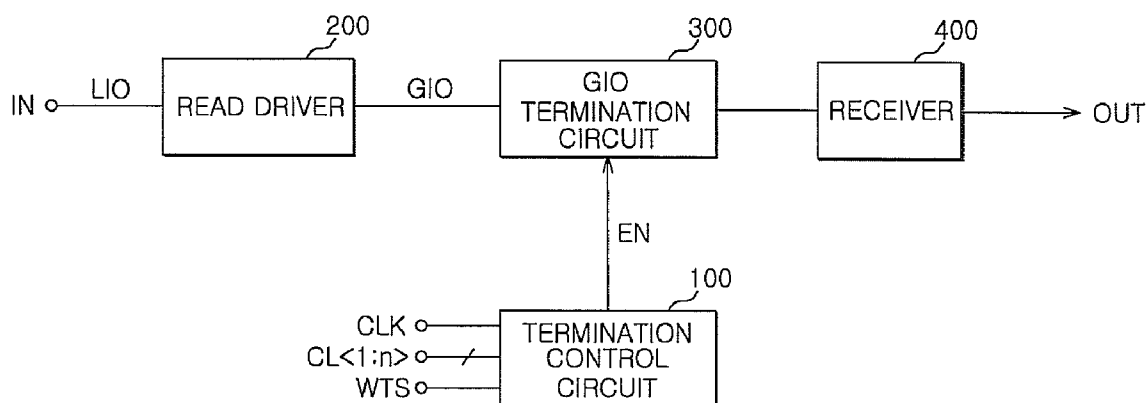 200
300
400
IN
LIO
READ DRIVER
GIO
GIO
TERMINATION
CIRCUIT
RECEIVER
OUT
EN
100
CLK
CL<1:n>
WTS
TERMINATION
CONTROL
CIRCUIT